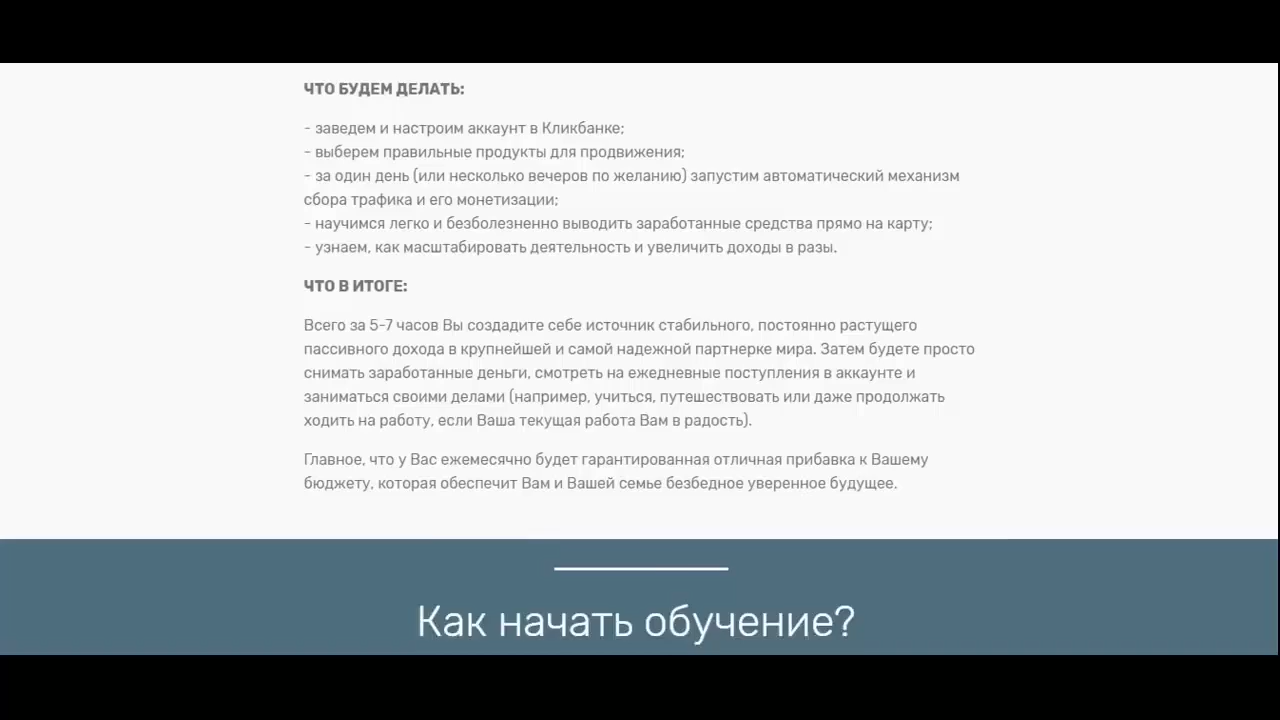 ЧТО БУДЕМ ДЕЛАТЬ:
- заведем и настроим аккаунт в Кликбанке;
- выберем правильные продукты для продвижения;
- за один день (или несколько вечеров по желанию) запустим автоматический механизм
сбора трафика и его монетизации;
- научимся легко и безболезненно выводить заработанные средства прямо на карту;
- узнаем, как масштабировать деятельность и увеличить доходы в разы.
ЧТО В ИТОГЕ:
Всего за 5-7 часов Вы создадите себе источник стабильного, постоянно растущего
пассивного дохода в крупнейшей и самой надежной партнерке мира. Затем будете просто
снимать заработанные деньги, смотреть на ежедневные поступления в аккаунте и
заниматься своими делами (например, учиться, путешествовать или даже продолжать
ходить на работу, если Ваша текущая работа Вам в радость).
Главное, что у Вас ежемесячно будет гарантированная отличная прибавка к Вашему
бюджету, которая обеспечит Вам и Вашей семье безбедное уверенное будущее.
Как начать обучение?